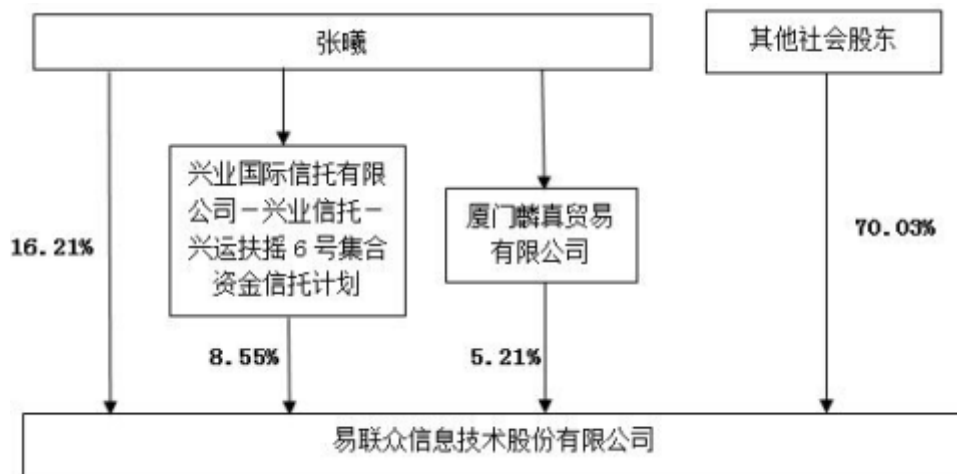 张曦
其他社会股东
兴业国际信托有限
公司－兴业信托－
兴运扶摇 6 号集合
资金信托计划
厦门麟真贸易
有限公司
16.21%
70.03%
8.55%
5.21%
易联众信息技术股份有限公司